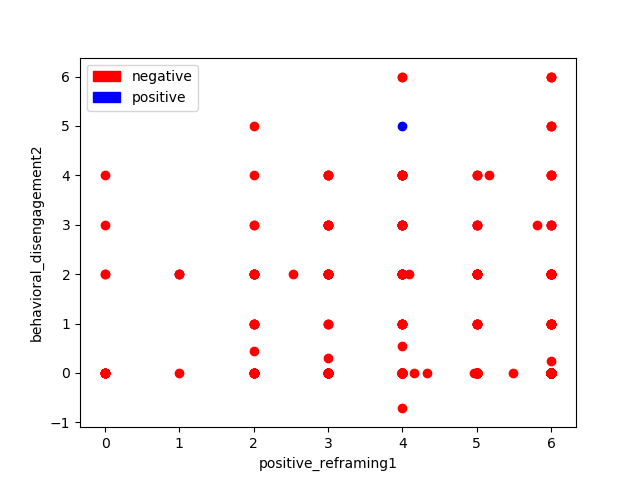 negative
positive
6
5
4
3
2
1
0
−1
behavioral_disengagement2
0 1 2 3 4 5 6
positive_reframing1